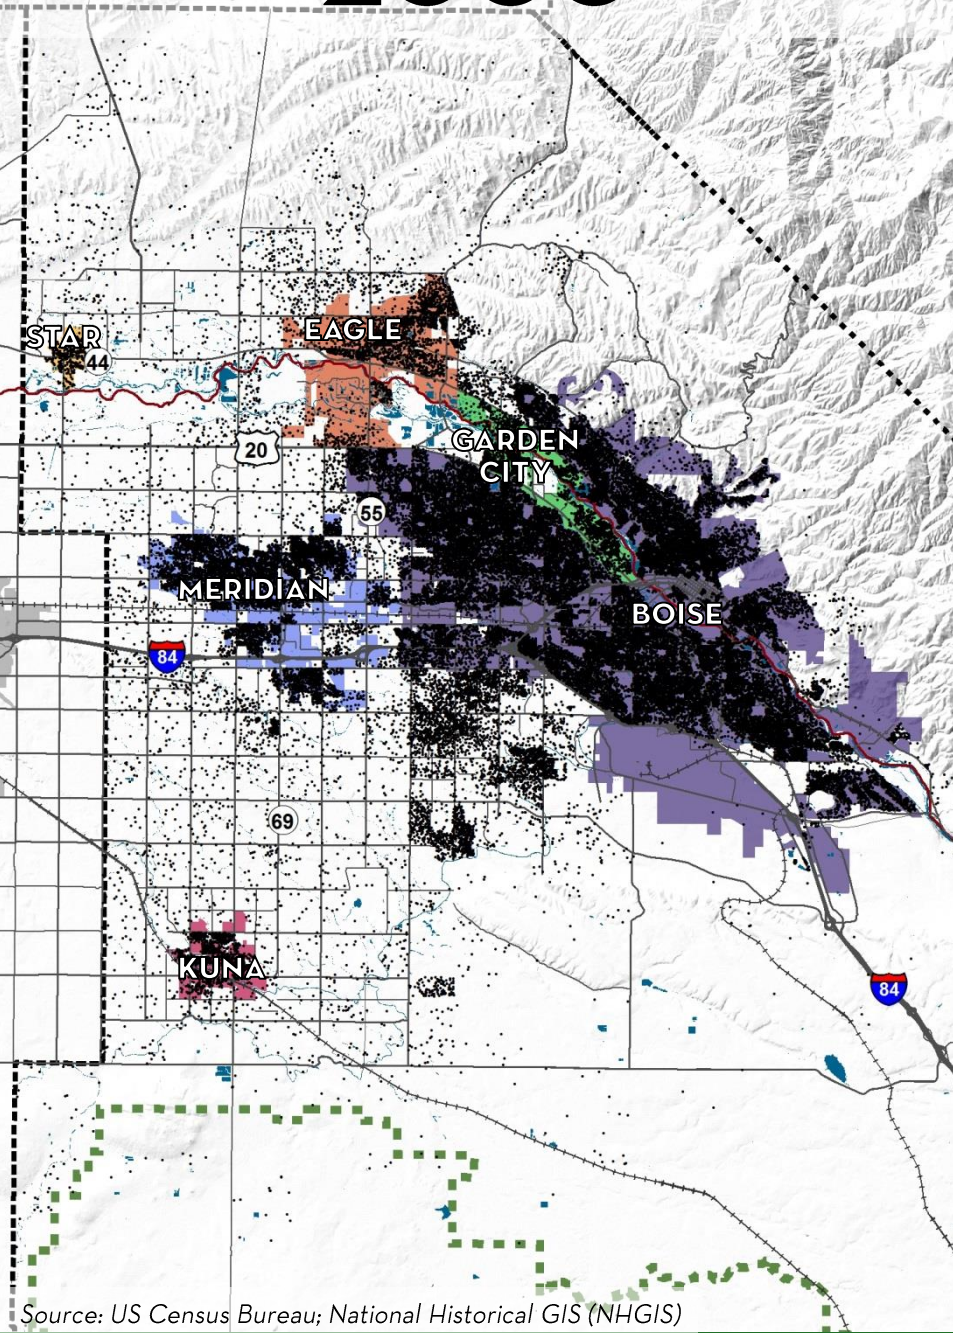 STAR
44
EAGLE
20
GARDEN
CITY
55
MERIDIAN
BOISE
84
69
KUNA
84
Source: US Census Bureau; National Historical GIS (NHGIS)